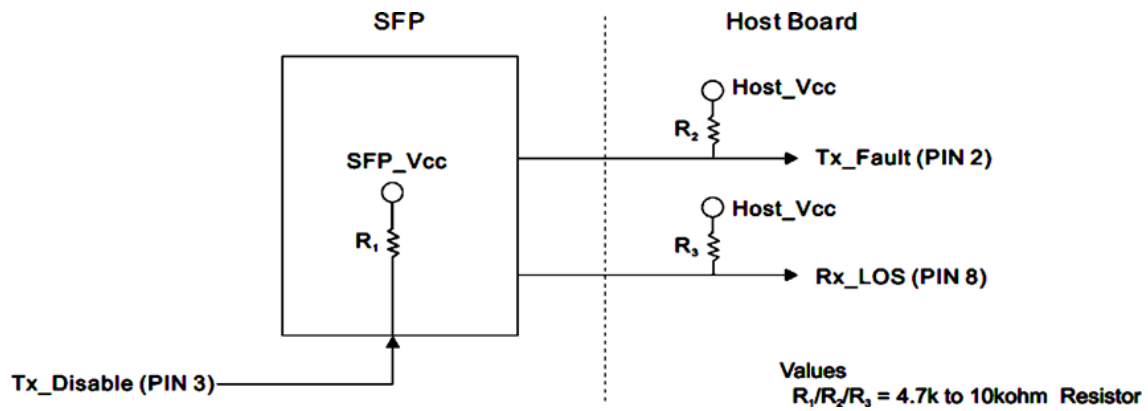 SFP
Host Board
Host_Vcc
R₂
Tx_Fault (PIN 2)
SFP_Vcc
Host_Vcc
R₁
R₃
Rx_LOS (PIN 8)
Tx_Disable (PIN 3)
Values
R₁/R₂/R₃ = 4.7k to 10kohm Resistor